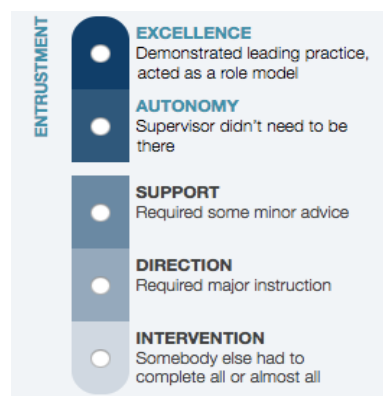 ENTRUSTMENT
EXCELLENCE
Demonstrated leading practice,
acted as a role model
AUTONOMY
Supervisor didn't need to be
there
SUPPORT
Required some minor advice
DIRECTION
Required major instruction
INTERVENTION
Somebody else had to
complete all or almost all